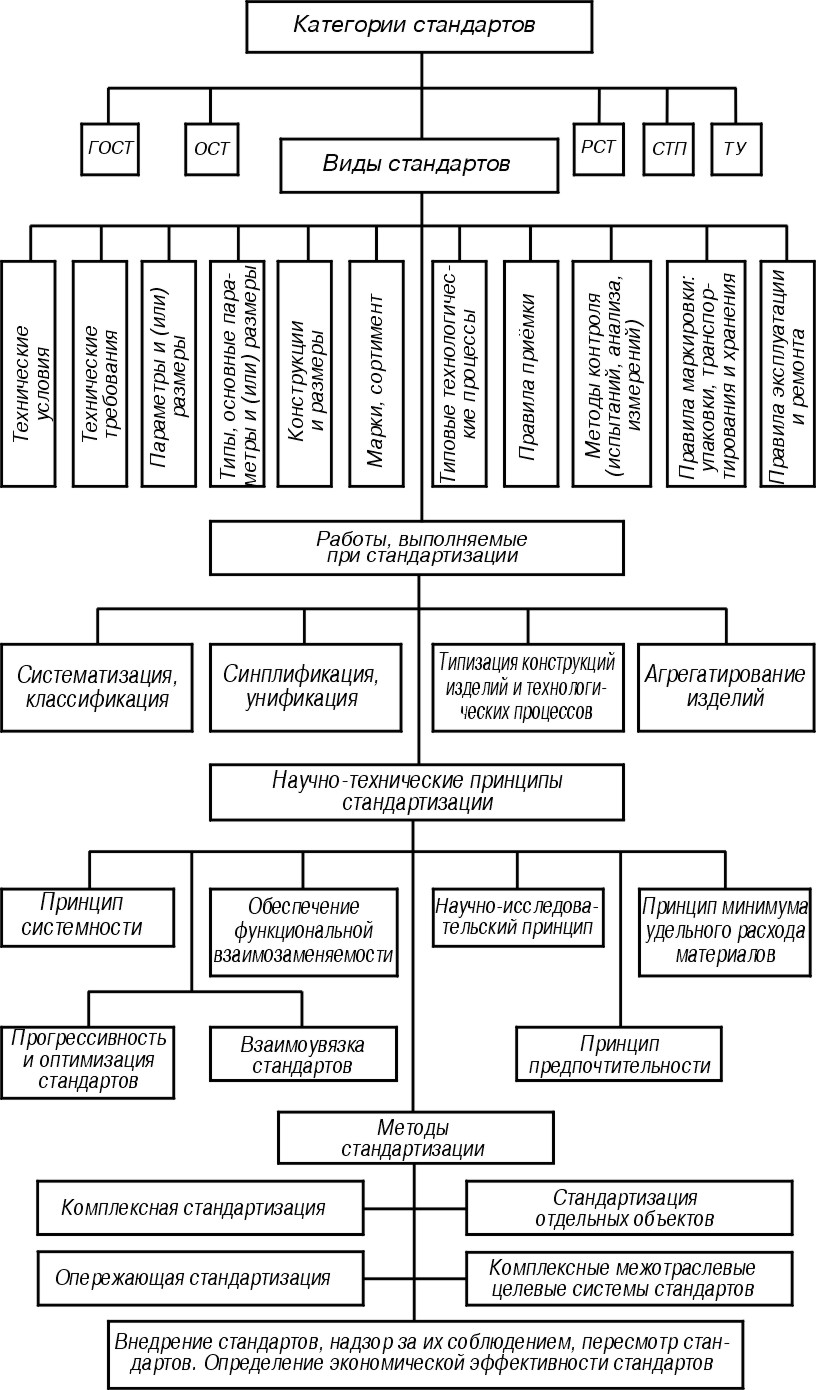 Категории стандартов
ГОСТ
ОСТ
РСТ
СТП
ТУ
Виды стандартов
Технические
условия
Технические
требования
Параметры и (или)
размеры
Типы, основные пара-
метры и (или) размеры
Конструкции
и размеры
Марки, сортимент
Типовые технологичес-
кие процессы
Правила приёмки
Методы контроля
(испытаний, анализа,
измерений)
Правила маркировки:
упаковки, транспор-
тирования и хранения
Правила эксплуатации
и ремонта
Работы, выполняемые
при стандартизации
Систематизация,
классификация
Синплификация,
унификация
Типизация конструкций
изделий и технологи-
ческих процессов
Агрегатирование
изделий
Научно-технические принципы
стандартизации
Принцип
системности
Обеспечение
функциональной
взаимозаменяемости
Научно-исследова-
тельский принцип
Принцип минимума
удельного расхода
материалов
Прогрессивность
и оптимизация
стандартов
Взаимоувязка
стандартов
Принцип
предпочтительности
Методы
стандартизации
Комплексная стандартизация
Стандартизация
отдельных объектов
Опережающая стандартизация
Комплексные межотраслевые
целевые системы стандартов
Внедрение стандартов, надзор за их соблюдением, пересмотр стан-
дартов. Определение экономической эффективности стандартов